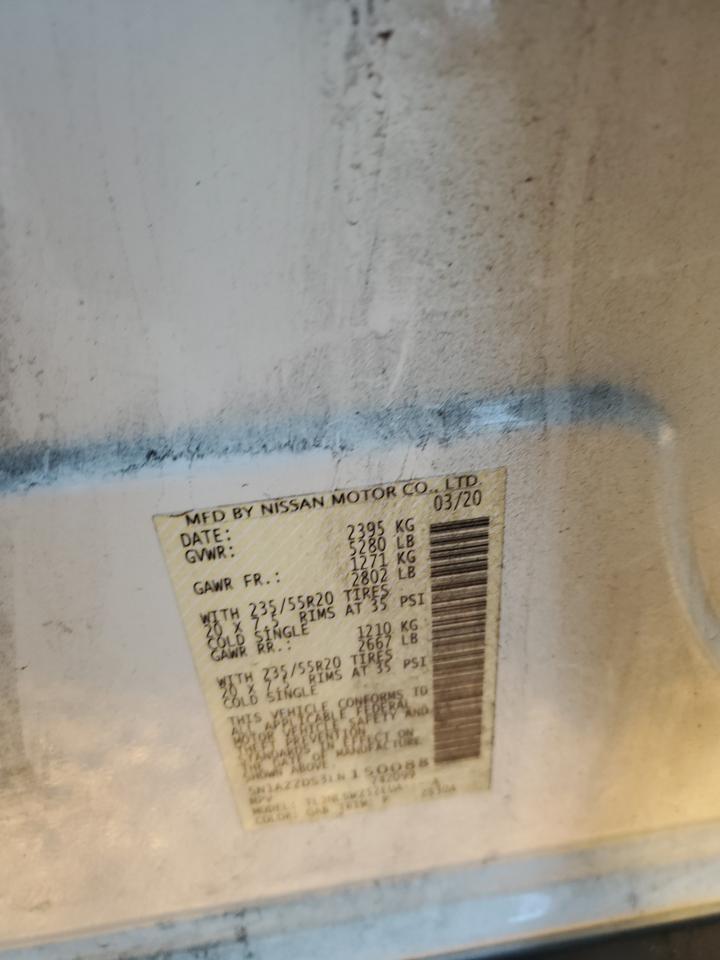 MFD BY NISSAN MOTOR CO., LTD.
DATE: 03/20
GVWR: 2395 KG
5280 LB
GAWR FR.: 1271 KG
2802 LB
WITH 235/55R20 TIRES
20 X 7.5 RIMS AT 35 PSI
COLD SINGLE
GAWR RR.: 1210 KG
2667 LB
WITH 235/55R20 TIRES
20 X 7.5 RIMS AT 35 PSI
COLD SINGLE
THIS VEHICLE CONFORMS TO
ALL APPLICABLE FEDERAL
MOTOR VEHICLE SAFETY AND
THEFT PREVENTION
STANDARDS IN EFFECT ON
THE DATE OF MANUFACTURE
SHOWN ABOVE.
MPV
MODEL:
COLOR: